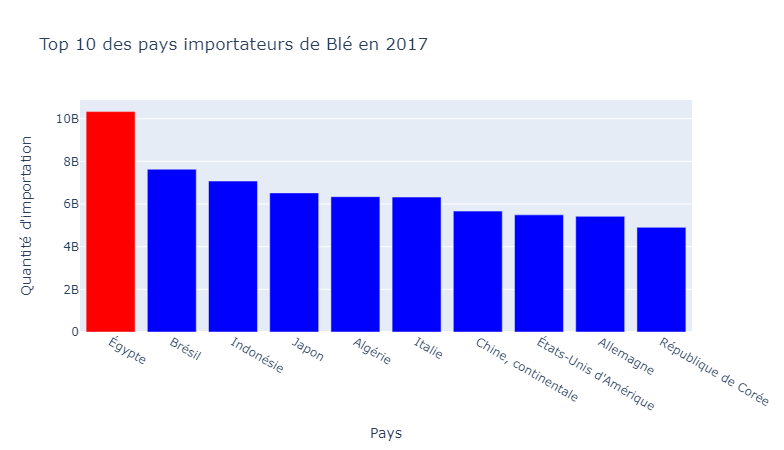 Top 10 des pays importateurs de Blé en 2017
Quantité d'importation
10B
8B
6B
4B
2B
0
Égypte
Brésil
Indonésie
Japon
Algérie
Italie
Chine, continentale
États-Unis d'Amérique
Allemagne
République de Corée
Pays